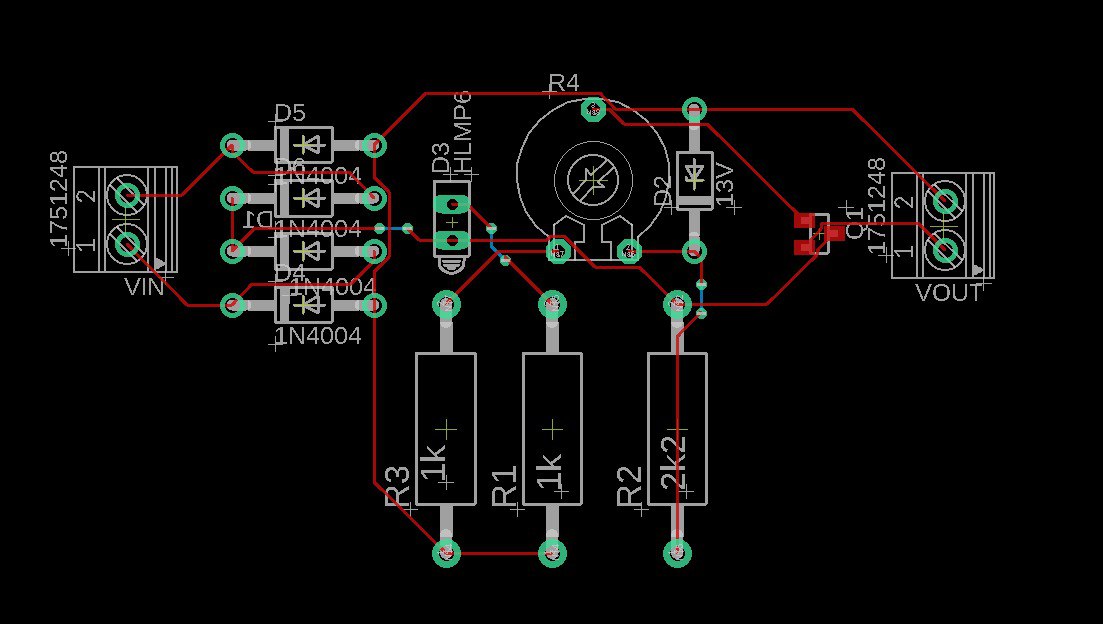 R4
D5
1751248
2
1
VIN
D6
1N4004
D1
1N4004
D4
1N4004
1N4004
D3
HLMP6
D2
13V
Q1
1751248
2
1
VOUT
R3
1k
R1
1k
R2
2k2